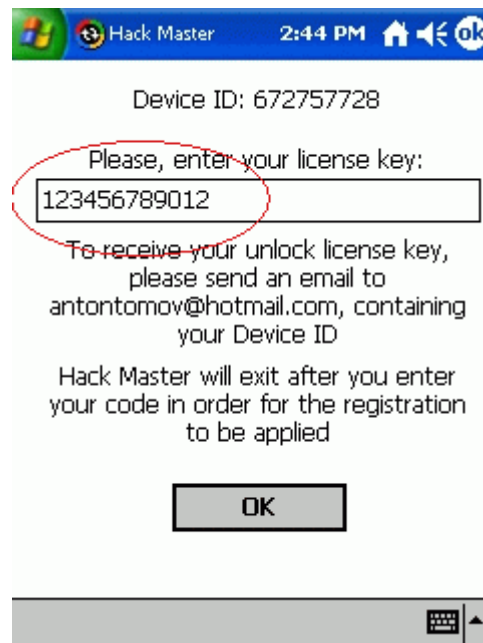 Hack Master 2:44 PM ok
Device ID: 672757728
Please, enter your license key:
123456789012
To receive your unlock license key,
please send an email to
antontomov@hotmail.com, containing
your Device ID
Hack Master will exit after you enter
your code in order for the registration
to be applied
OK